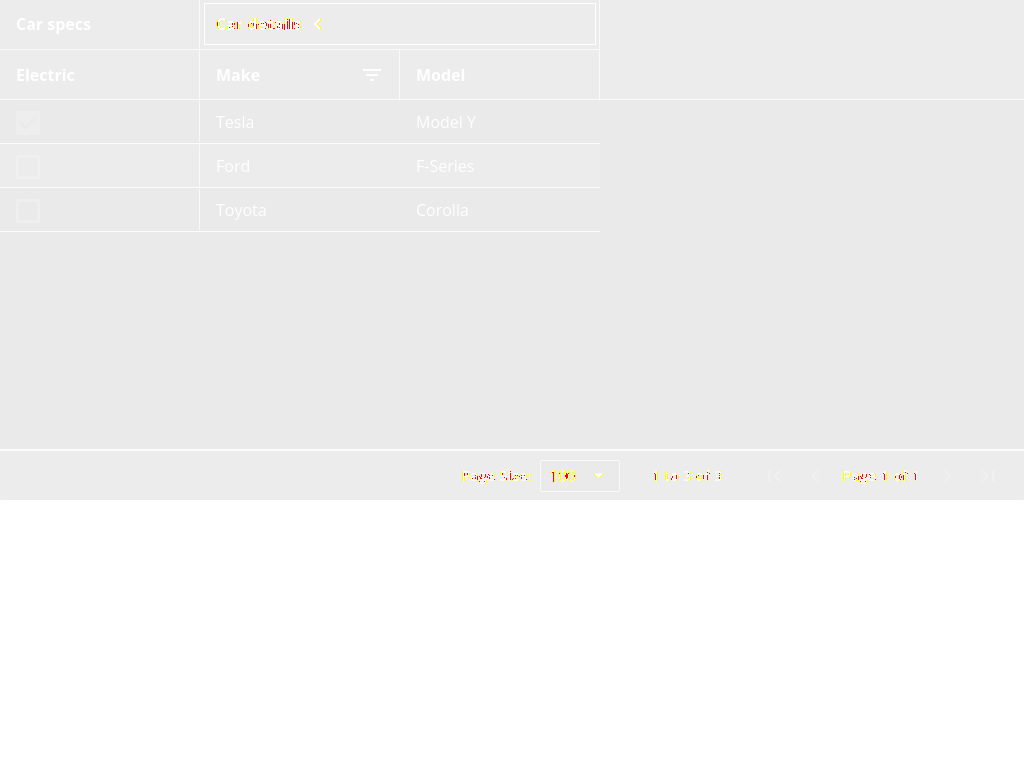 Car specs Car details
Electric Make Model
Tesla Model Y
Ford F-Series
Toyota Corolla
Page Size: 100 1 to 3 of 3 Page 1 of 1